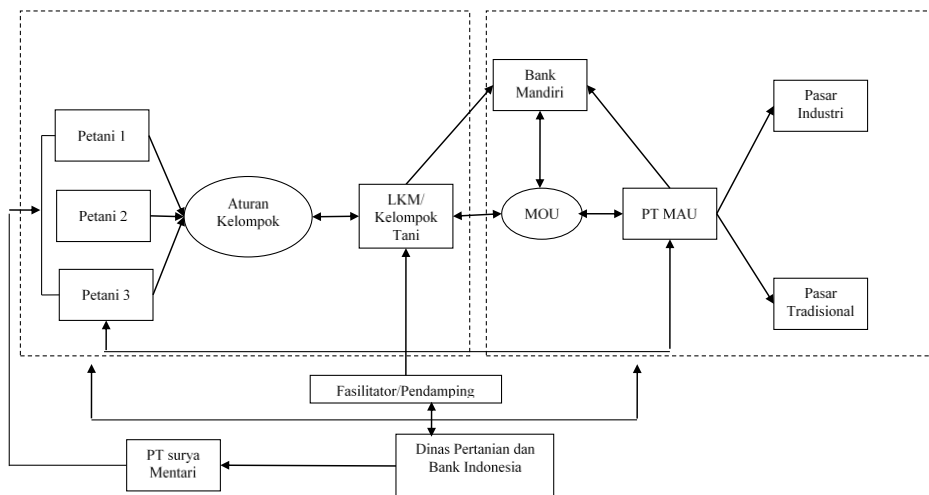 Bank
Mandiri
Pasar
Industri
Petani 1
Petani 2
Petani 3
Aturan
Kelompok
LKM/
Kelompok
Tani
MOU
PT MAU
Pasar
Tradisional
Fasilitator/Pendamping
PT surya
Mentari
Dinas Pertanian dan
Bank Indonesia